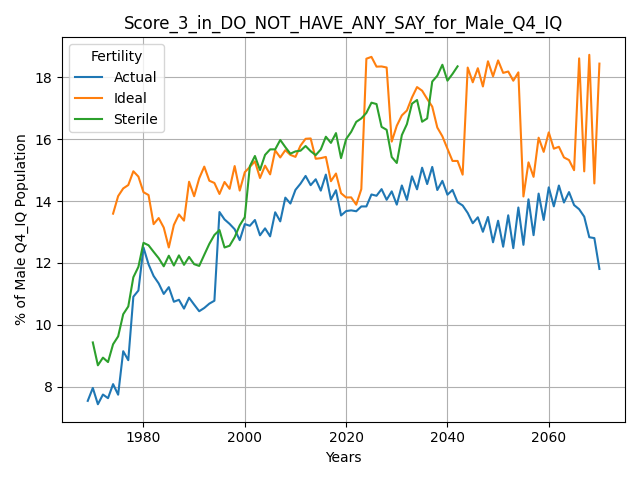 Score_3_in_DO_NOT_HAVE_ANY_SAY_for_Male_Q4_IQ
Fertility
Actual
Ideal
Sterile
% of Male Q4_IQ Population
18
16
14
12
10
8
1980
2000
2020
2040
2060
Years